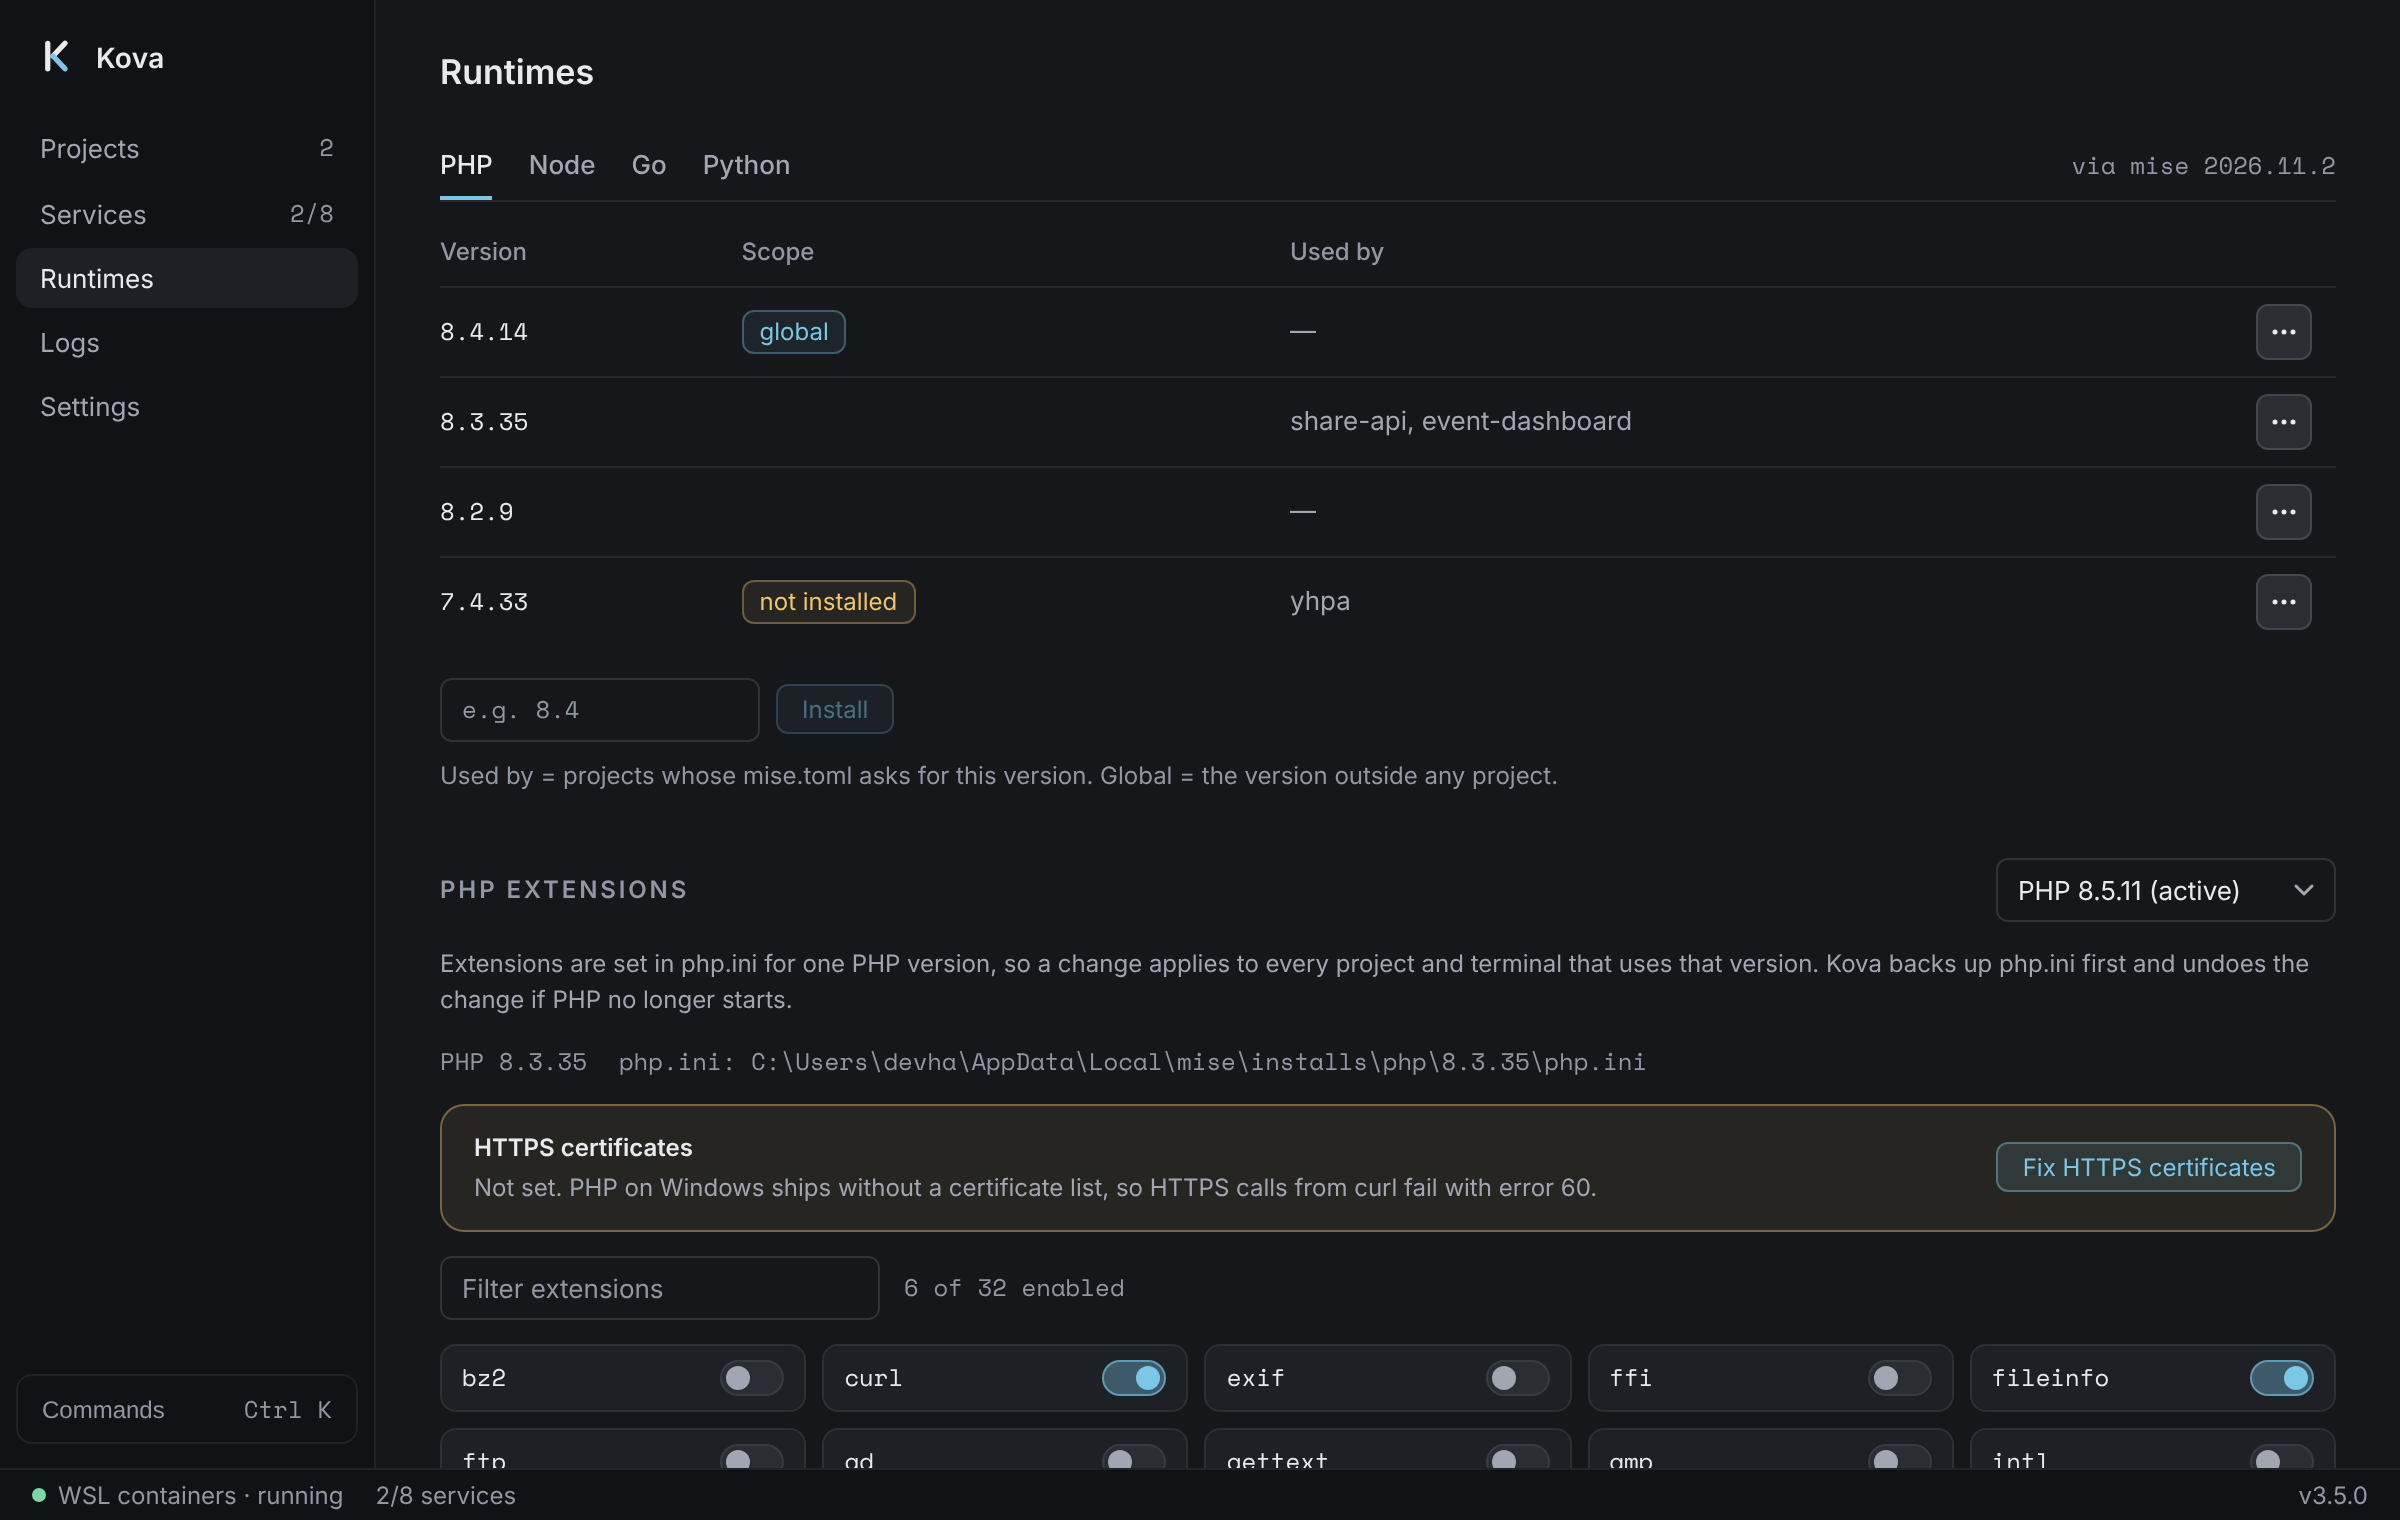 Kova
Projects 2
Services 2/8
Runtimes
Logs
Settings
Commands Ctrl K
Runtimes
PHP Node Go Python via mise 2026.11.2
Version Scope Used by
8.4.14 global —
8.3.35 share-api, event-dashboard
8.2.9 —
7.4.33 not installed yhpa
e.g. 8.4 Install
Used by = projects whose mise.toml asks for this version. Global = the version outside any project.
PHP EXTENSIONS PHP 8.5.11 (active)
Extensions are set in php.ini for one PHP version, so a change applies to every project and terminal that uses that version. Kova backs up php.ini first and undoes the
change if PHP no longer starts.
PHP 8.3.35 php.ini: C:\Users\devha\AppData\Local\mise\installs\php\8.3.35\php.ini
HTTPS certificates
Not set. PHP on Windows ships without a certificate list, so HTTPS calls from curl fail with error 60.
Fix HTTPS certificates
Filter extensions 6 of 32 enabled
bz2 curl exif ffi fileinfo
ftp gd gettext gmp intl
WSL containers · running 2/8 services v3.5.0